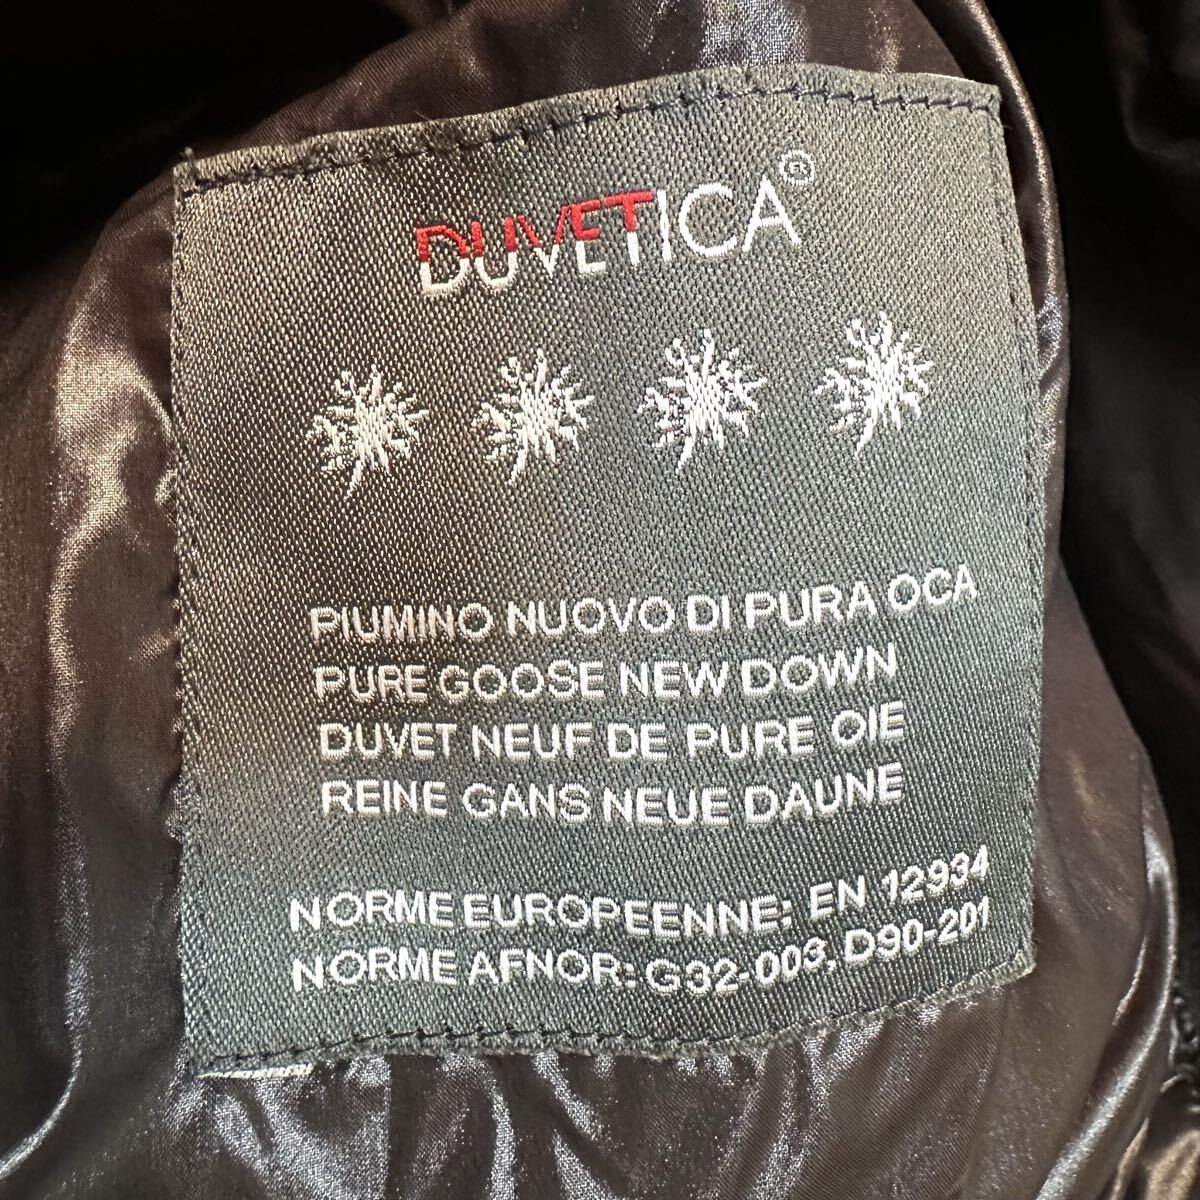 DUVETICA®
PIUMINO NUOVO DI PURA OCA
PURE GOOSE NEW DOWN
DUVET NEUF DE PURE OIE
REINE GANS NEUE DAUNE
NORME EUROPEENNE: EN 12934
NORME AFNOR: G32-003, D90-201